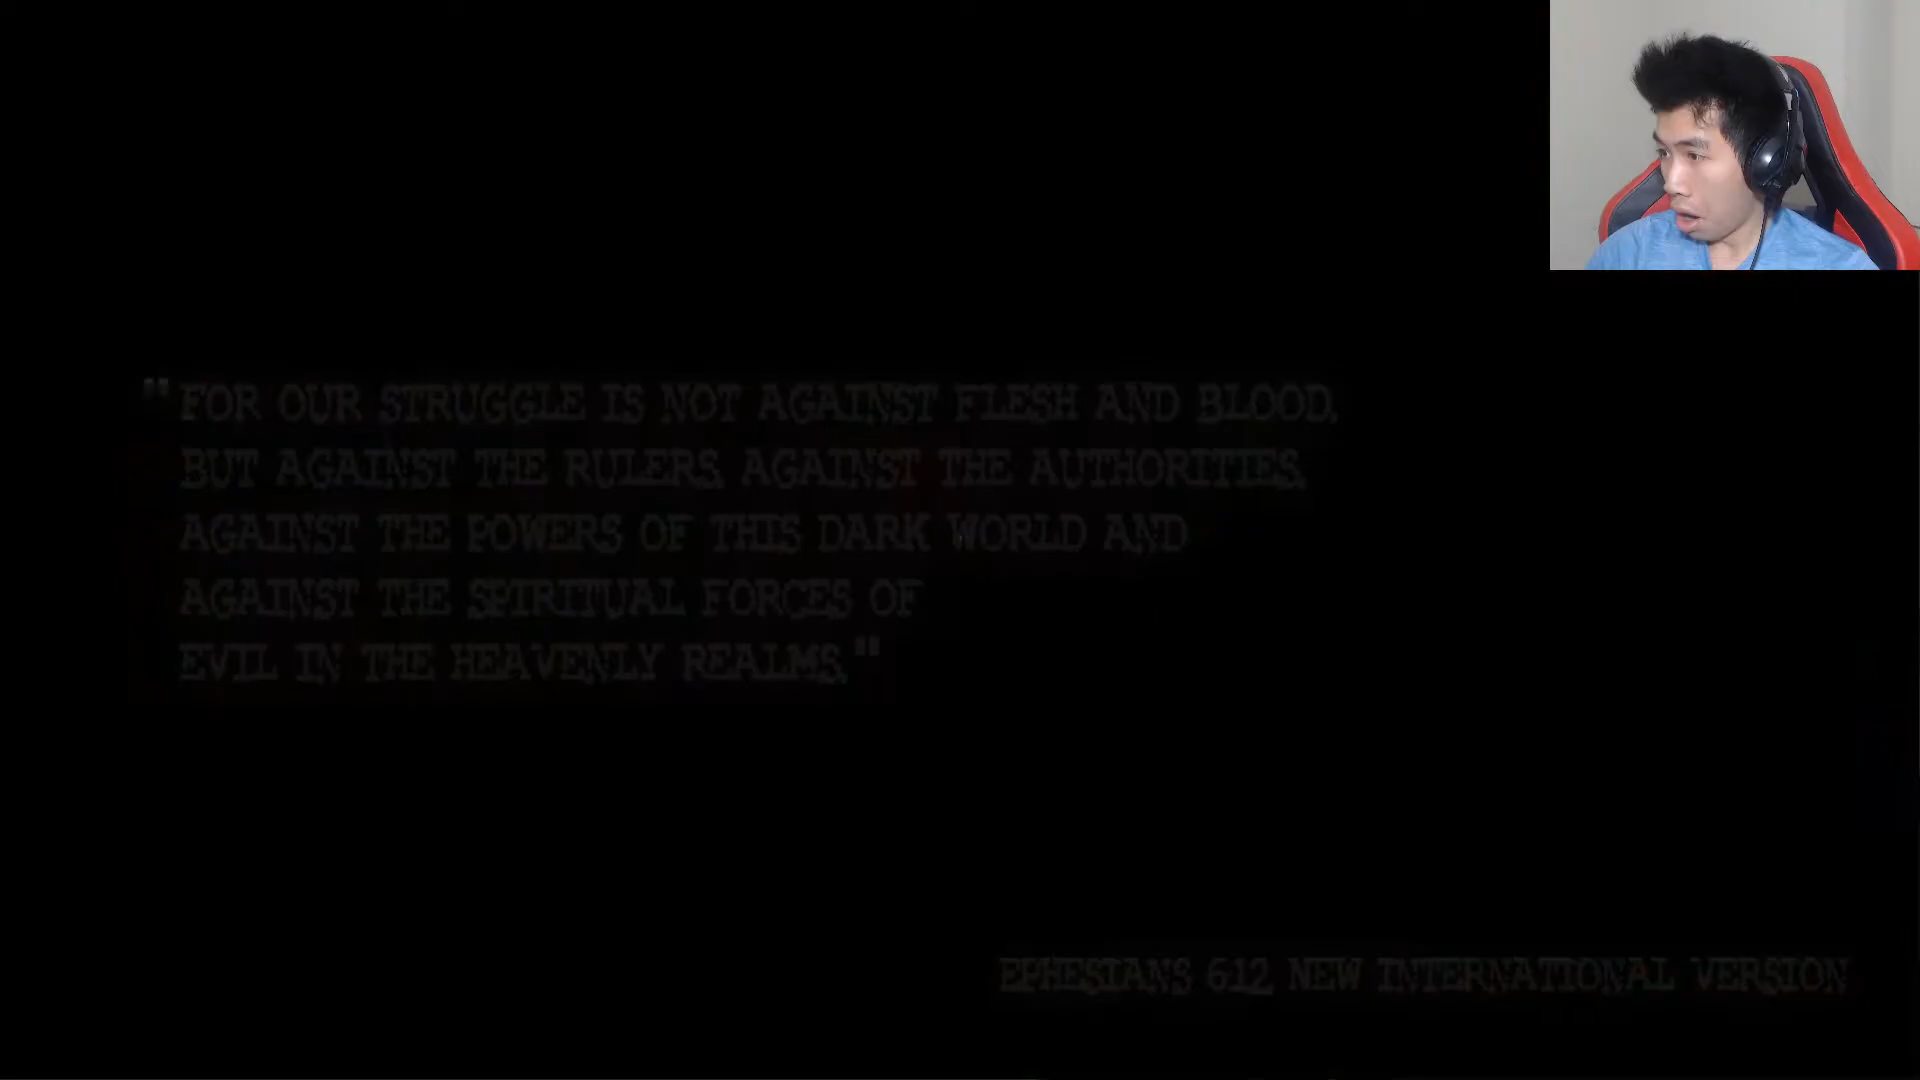 "FOR OUR STRUGGLE IS NOT AGAINST FLESH AND BLOOD,
BUT AGAINST THE RULERS, AGAINST THE AUTHORITIES,
AGAINST THE POWERS OF THIS DARK WORLD AND
AGAINST THE SPIRITUAL FORCES OF
EVIL IN THE HEAVENLY REALMS."
EPHESIANS 6:12, NEW INTERNATIONAL VERSION